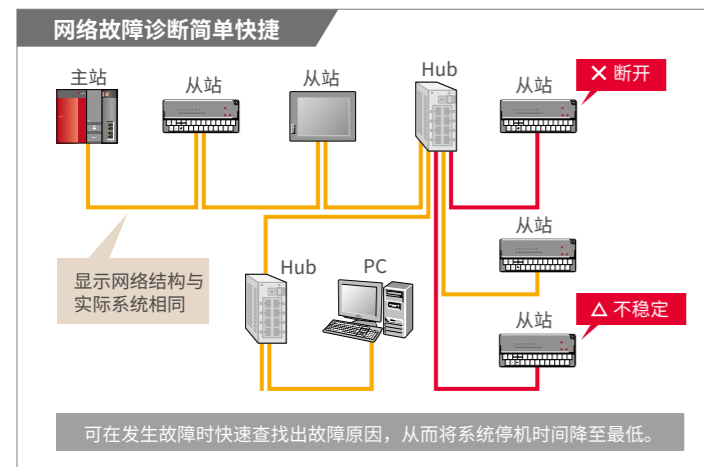 网络故障诊断简单快捷
主站
从站
从站
Hub
从站
✕ 断开
从站
显示网络结构与
实际系统相同
Hub
PC
从站
△ 不稳定
可在发生故障时快速查找出故障原因，从而将系统停机时间降至最低。